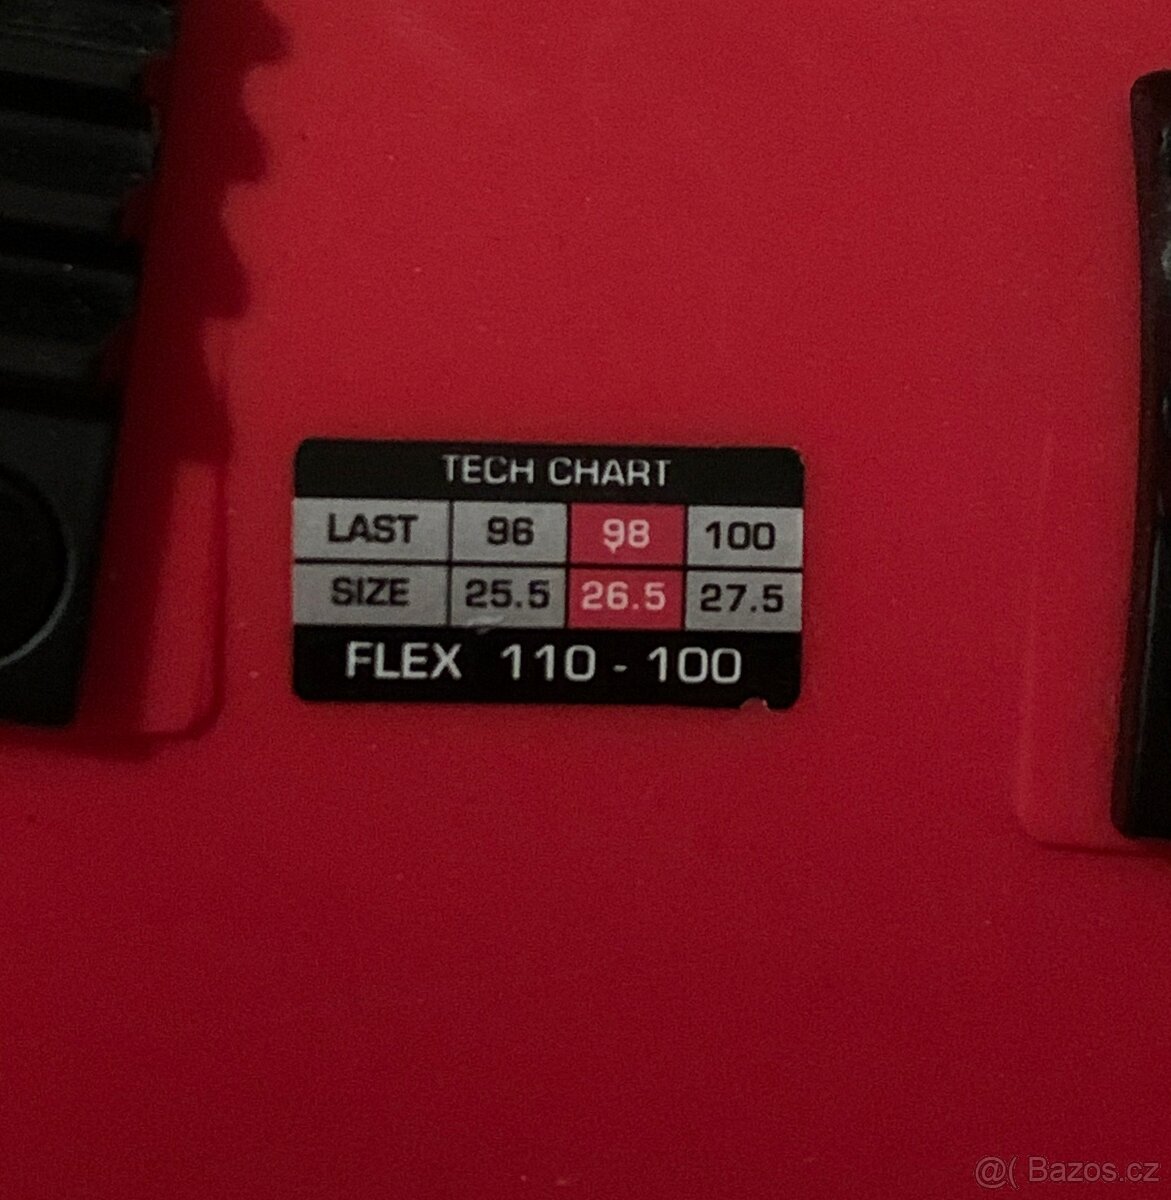 TECH CHART
LAST 96 98 100
SIZE 25.5 26.5 27.5
FLEX 110 - 100
@( Bazos.cz